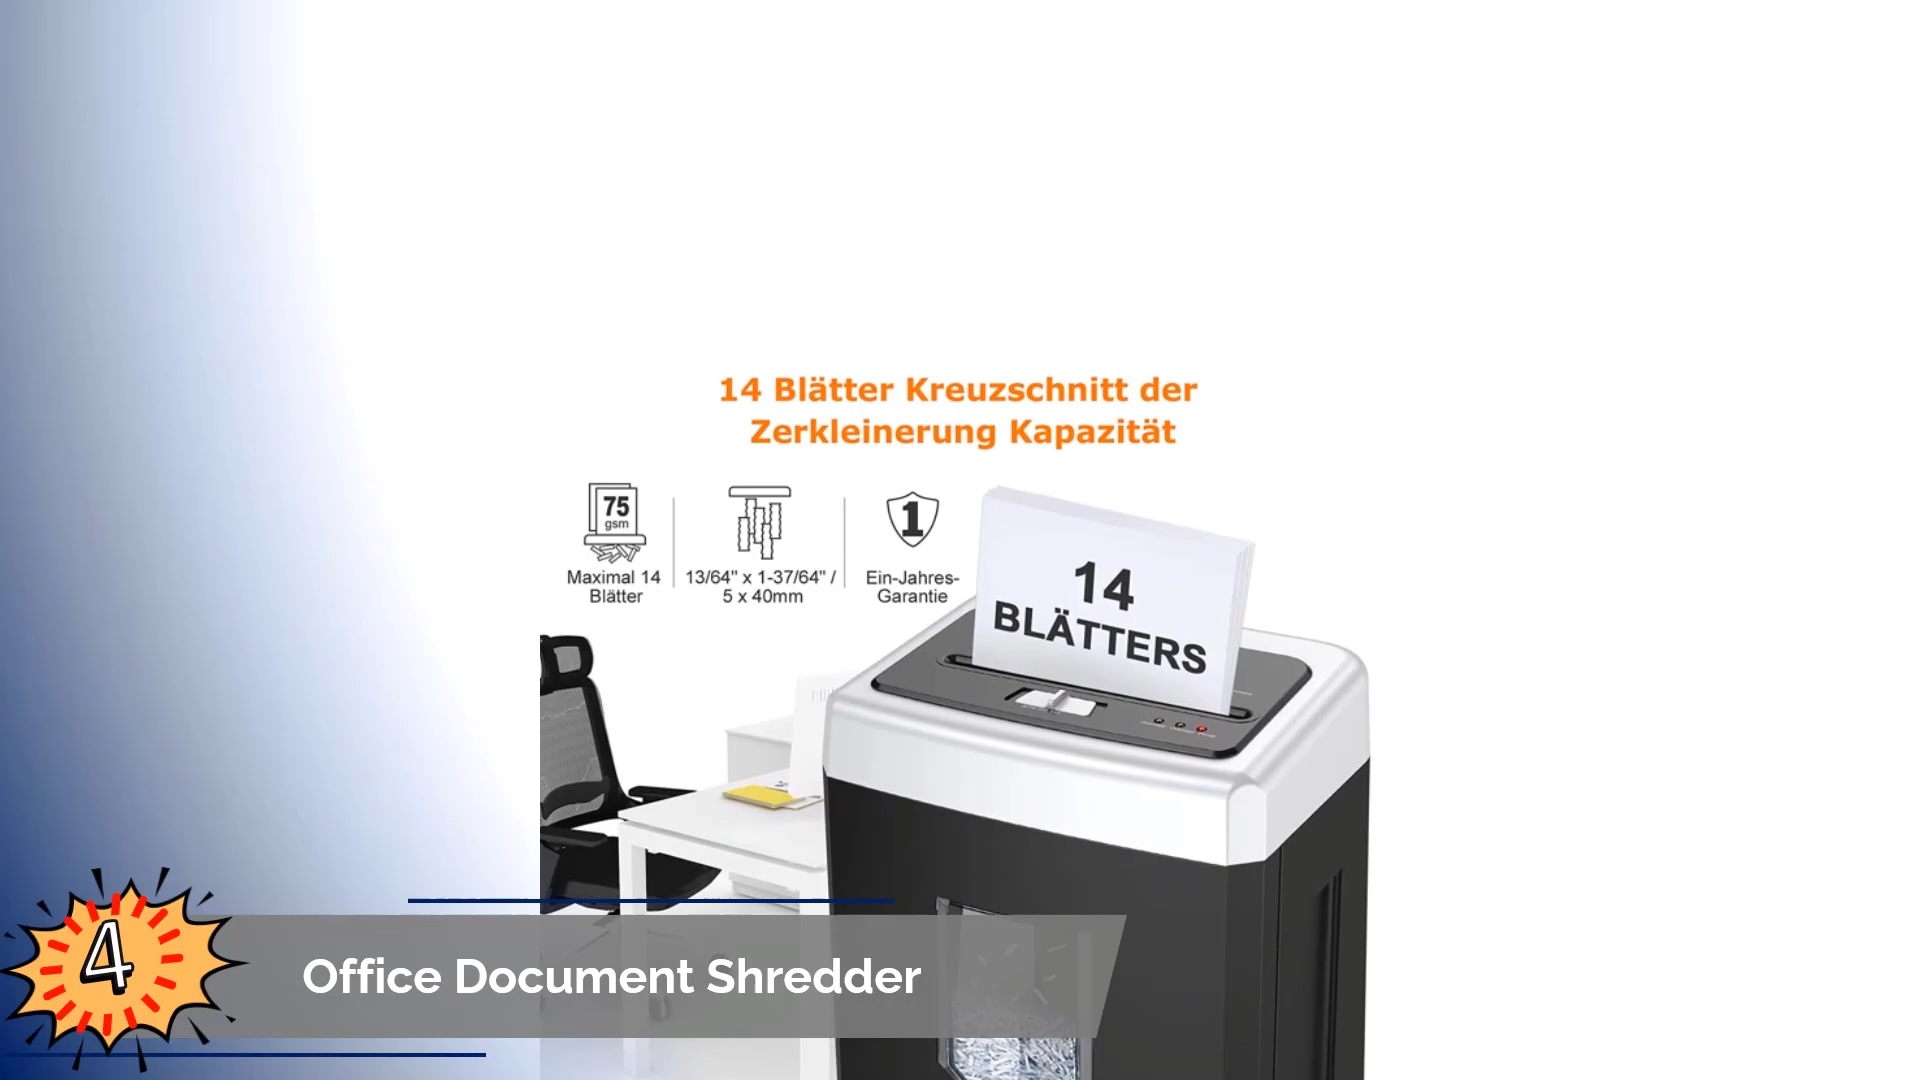 14 Blätter Kreuzschnitt der
Zerkleinerung Kapazität
75
gsm
Maximal 14
Blätter
13/64" x 1-37/64" /
5 x 40mm
1
Ein-Jahres-
Garantie
14
BLÄTTERS
4
Office Document Shredder